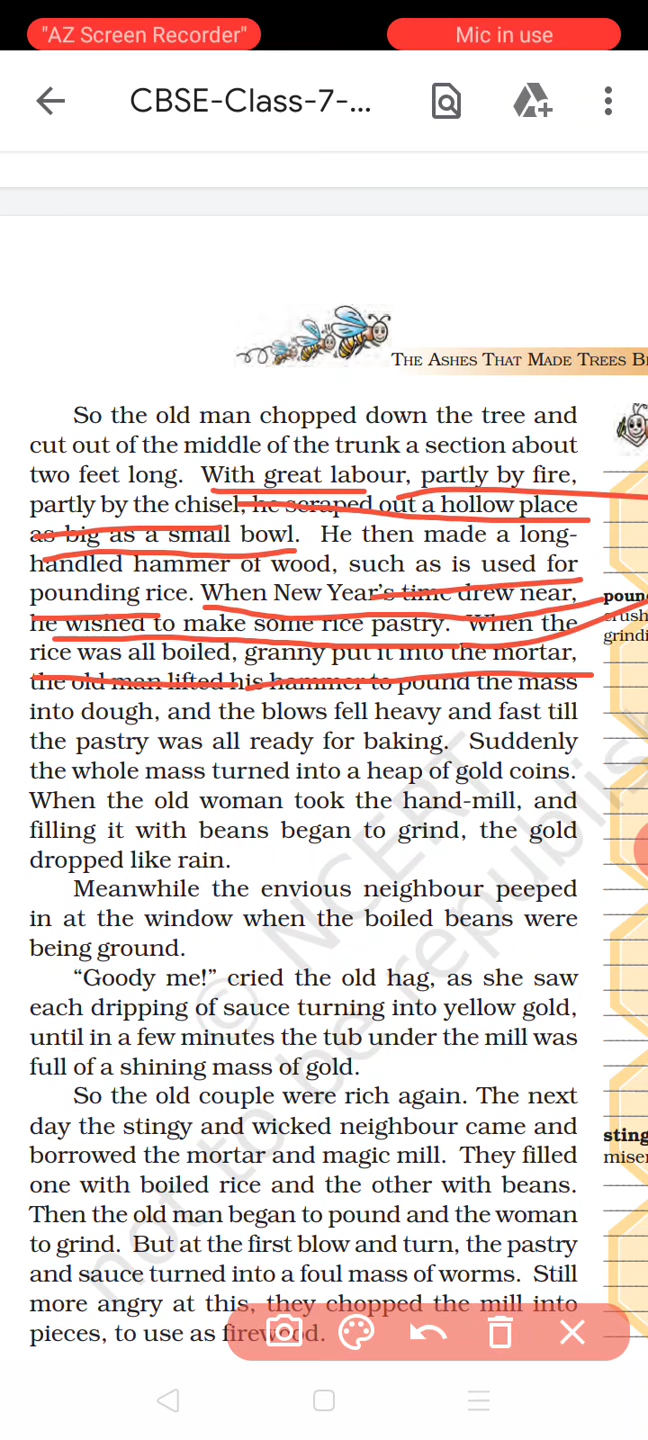 "AZ Screen Recorder"
Mic in use
CBSE-Class-7-...
THE ASHES THAT MADE TREES
So the old man chopped down the tree and
cut out of the middle of the trunk a section about
two feet long. With great labour, partly by fire,
partly by the chisel, he scraped out a hollow place
as big as a small bowl. He then made a long-
handled hammer of wood, such as is used for
pounding rice. When New Year's time drew near,
he wished to make some rice pastry. When the
rice was all boiled, granny put it into the mortar,
the old man lifted his hammer to pound the mass
into dough, and the blows fell heavy and fast till
the pastry was all ready for baking. Suddenly
the whole mass turned into a heap of gold coins.
When the old woman took the hand-mill, and
filling it with beans began to grind, the gold
dropped like rain.
Meanwhile the envious neighbour peeped
in at the window when the boiled beans were
being ground.
“Goody me!” cried the old hag, as she saw
each dripping of sauce turning into yellow gold,
until in a few minutes the tub under the mill was
full of a shining mass of gold.
So the old couple were rich again. The next
day the stingy and wicked neighbour came and
borrowed the mortar and magic mill. They filled
one with boiled rice and the other with beans.
Then the old man began to pound and the woman
to grind. But at the first blow and turn, the pastry
and sauce turned into a foul mass of worms. Still
more angry at this, they chopped the mill into
pieces, to use as firewood.
© NCERT
not to be republish